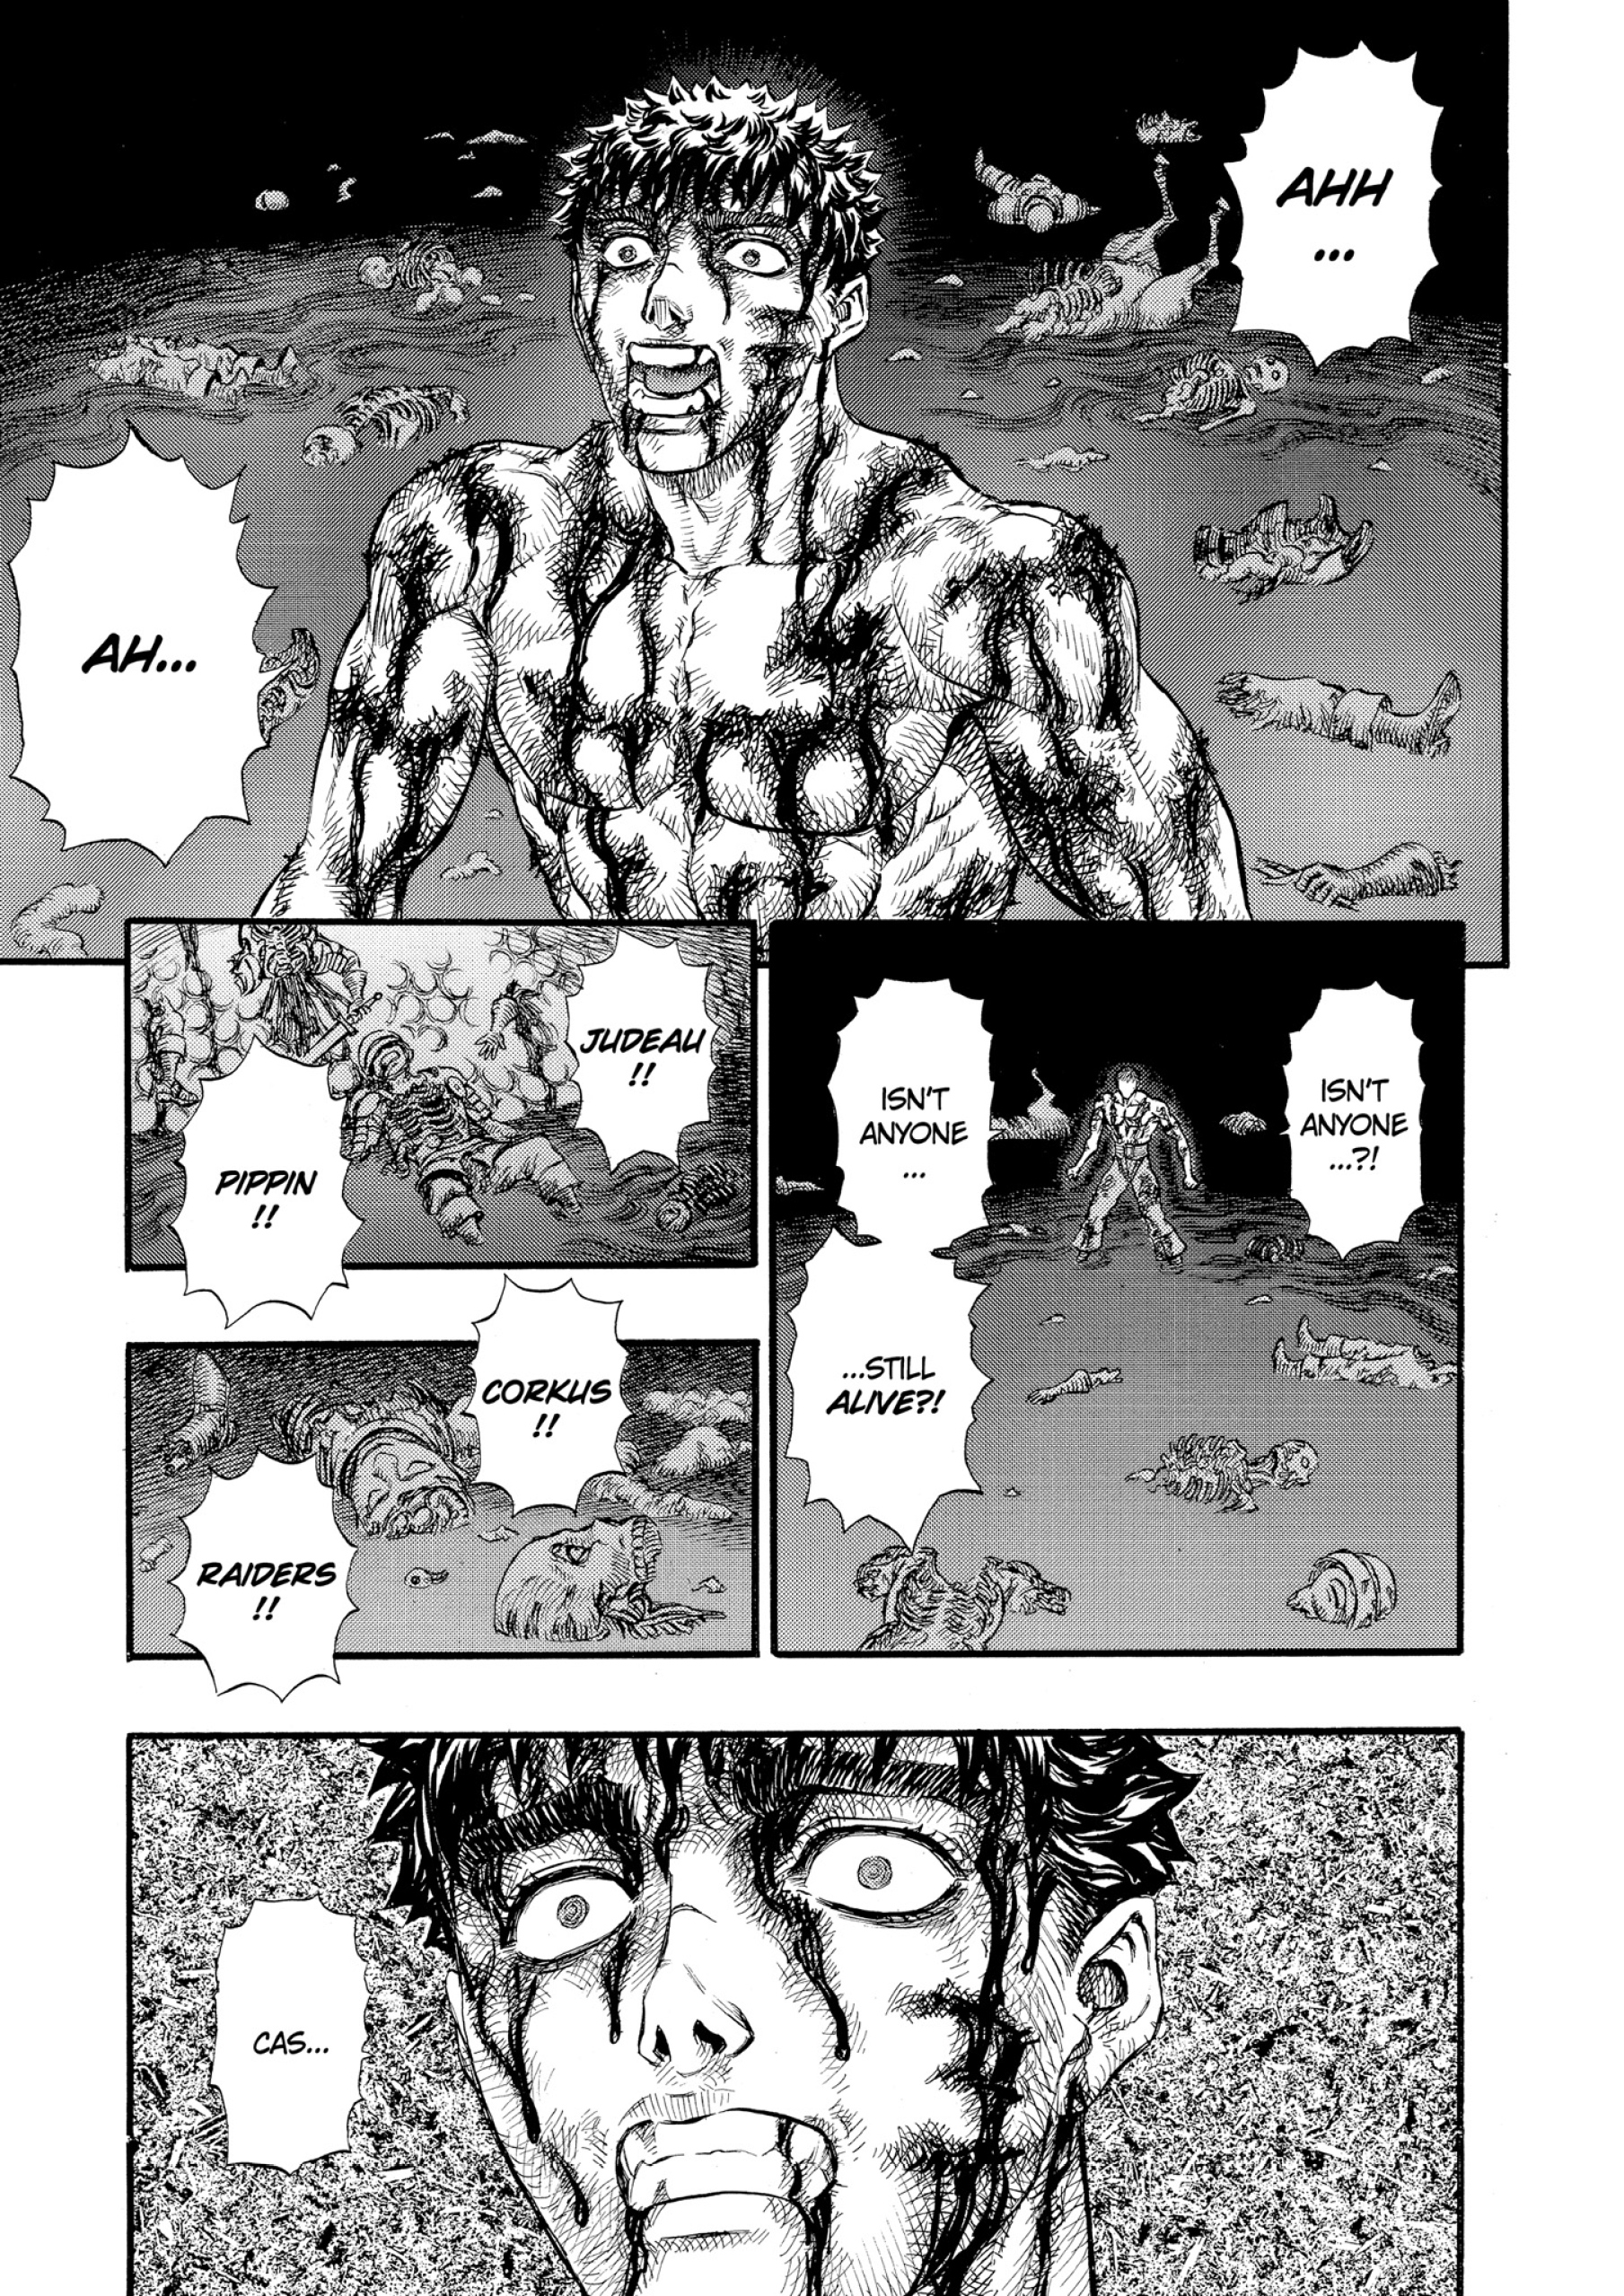 AHH
...
AH...
ISN'T
ANYONE
...?!
ISN'T
ANYONE
...
...STILL
ALIVE?!
JUDEAU
!!
PIPPIN
!!
CORKUS
!!
RAIDERS
!!
CAS...